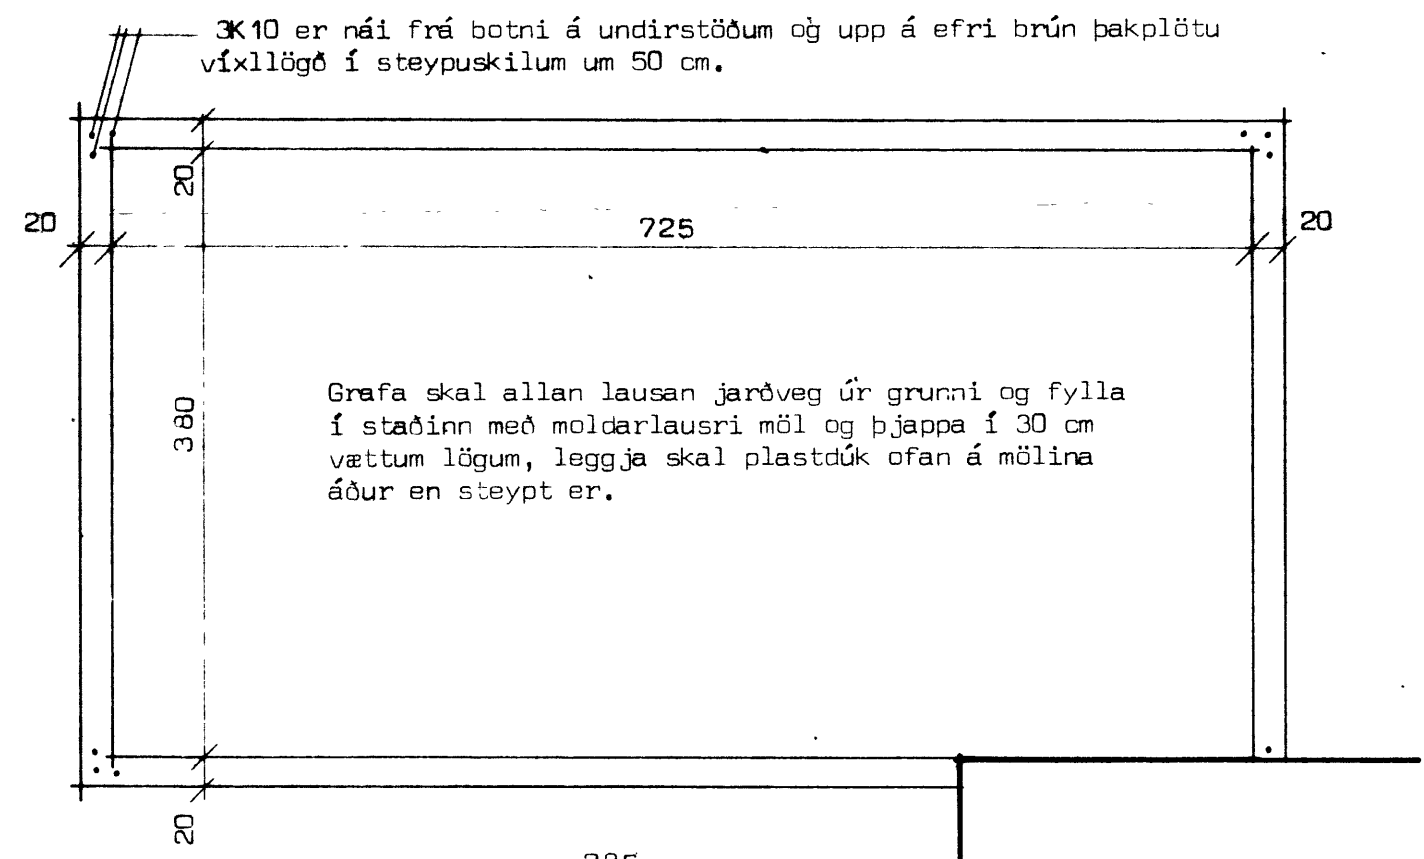 3K10 er nái frá botni á undirstöðum og upp á efri brún þakplötu
víxllögð í steypuskilum um 50 cm.
20
20
725
20
380
Grafa skal allan lausan jarðveg úr grunni og fylla
í staðinn með moldarlausri möl og þjappa í 30 cm
vættum lögum, leggja skal plastdúk ofan á mölina
áður en steypt er.
20